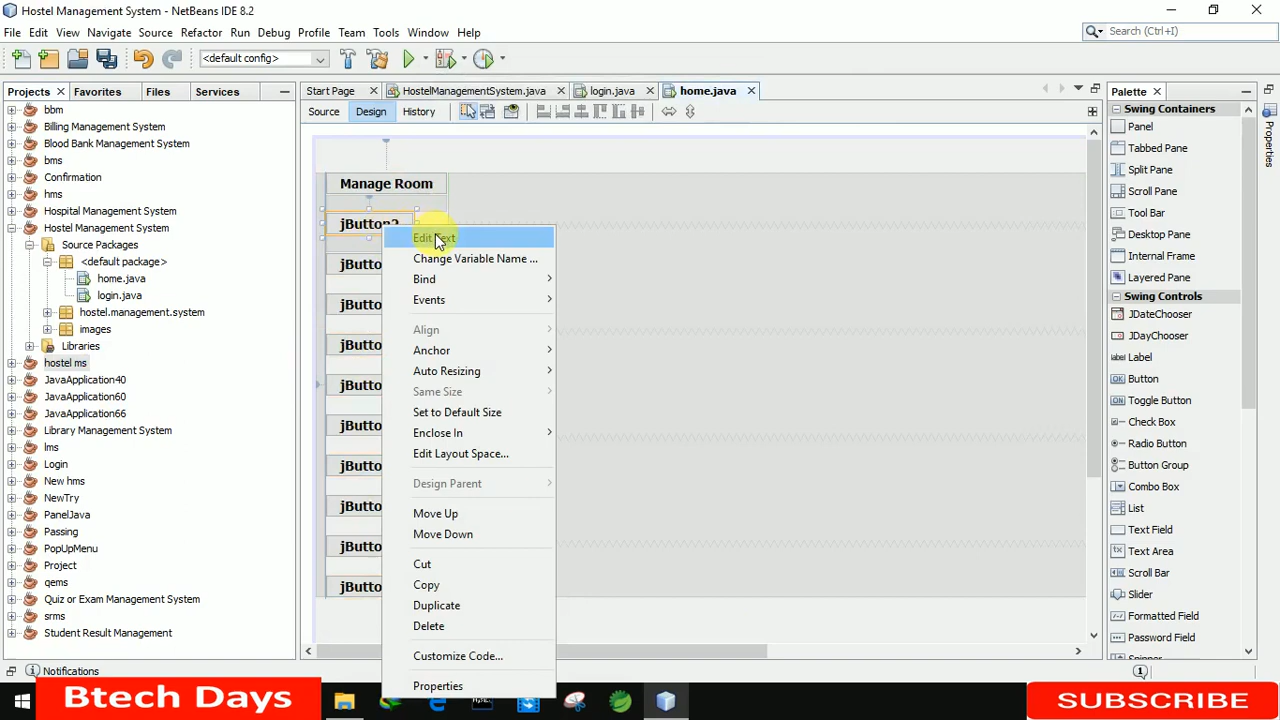 Hostel Management System - NetBeans IDE 8.2
File Edit View Navigate Source Refactor Run Debug Profile Team Tools Window Help
Search (Ctrl+I)
<default config>
Projects Favorites Files Services
Start Page HostelManagementSystem.java login.java home.java
Palette
Source Design History
Properties
bbm
Billing Management System
Blood Bank Management System
bms
Confirmation
hms
Hospital Management System
Hostel Management System
Source Packages
<default package>
home.java
login.java
hostel.management.system
images
Libraries
hostel ms
JavaApplication40
JavaApplication60
JavaApplication66
Library Management System
lms
Login
New hms
NewTry
PanelJava
Passing
PopUpMenu
Project
qems
Quiz or Exam Management System
srms
Student Result Management
Manage Room
jButton2
jButto
jButto
jButto
jButto
jButto
jButto
jButto
jButto
jButto
Edit Text
Change Variable Name ...
Bind
Events
Align
Anchor
Auto Resizing
Same Size
Set to Default Size
Enclose In
Edit Layout Space...
Design Parent
Move Up
Move Down
Cut
Copy
Duplicate
Delete
Customize Code...
Properties
Swing Containers
Panel
Tabbed Pane
Split Pane
Scroll Pane
Tool Bar
Desktop Pane
Internal Frame
Layered Pane
Swing Controls
JDateChooser
JDayChooser
Label
Button
Toggle Button
Check Box
Radio Button
Button Group
Combo Box
List
Text Field
Text Area
Scroll Bar
Slider
Formatted Field
Password Field
Notifications
Btech Days
SUBSCRIBE